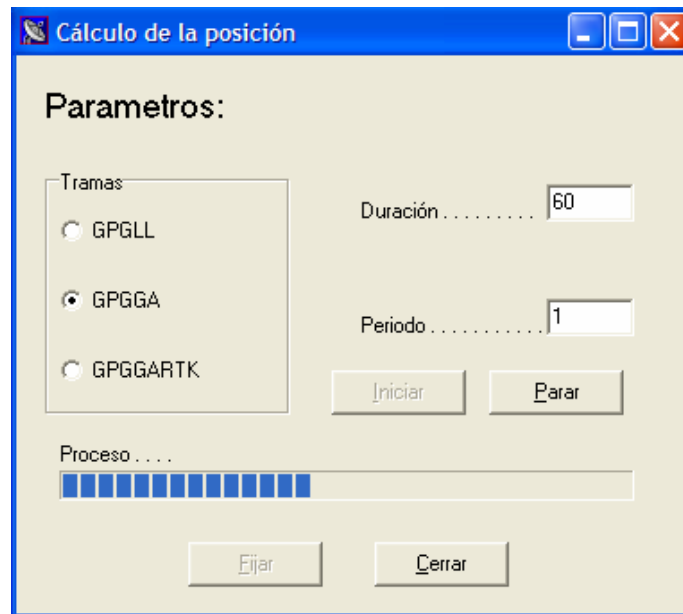 Cálculo de la posición
Parametros:
Tramas
GPGLL
GPGGA
GPGGARTK
Duración . . . . . . . . . 60
Periodo . . . . . . . . . . . 1
Iniciar Parar
Proceso . . . .
Fijar Cerrar